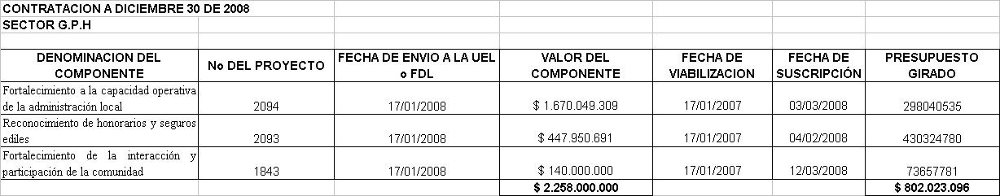 CONTRATACION A DICIEMBRE 30 DE 2008
SECTOR G.P.H
DENOMINACION DEL COMPONENTE No DEL PROYECTO FECHA DE ENVIO A LA UEL o FDL VALOR DEL COMPONENTE FECHA DE VIABILIZACION FECHA DE SUSCRIPCIÓN PRESUPUESTO GIRADO
Fortalecimiento a la capacidad operativa
de la administración local 2094 17/01/2008 $ 1.670.049.309 17/01/2007 03/03/2008 298040535
Reconocimiento de honorarios y seguros
ediles 2093 17/01/2008 $ 447.950.691 17/01/2007 04/02/2008 430324780
Fortalecimiento de la interacción y
participación de la comunidad 1843 17/01/2008 $ 140.000.000 17/01/2007 12/03/2008 73657781
$ 2.258.000.000 $ 802.023.096